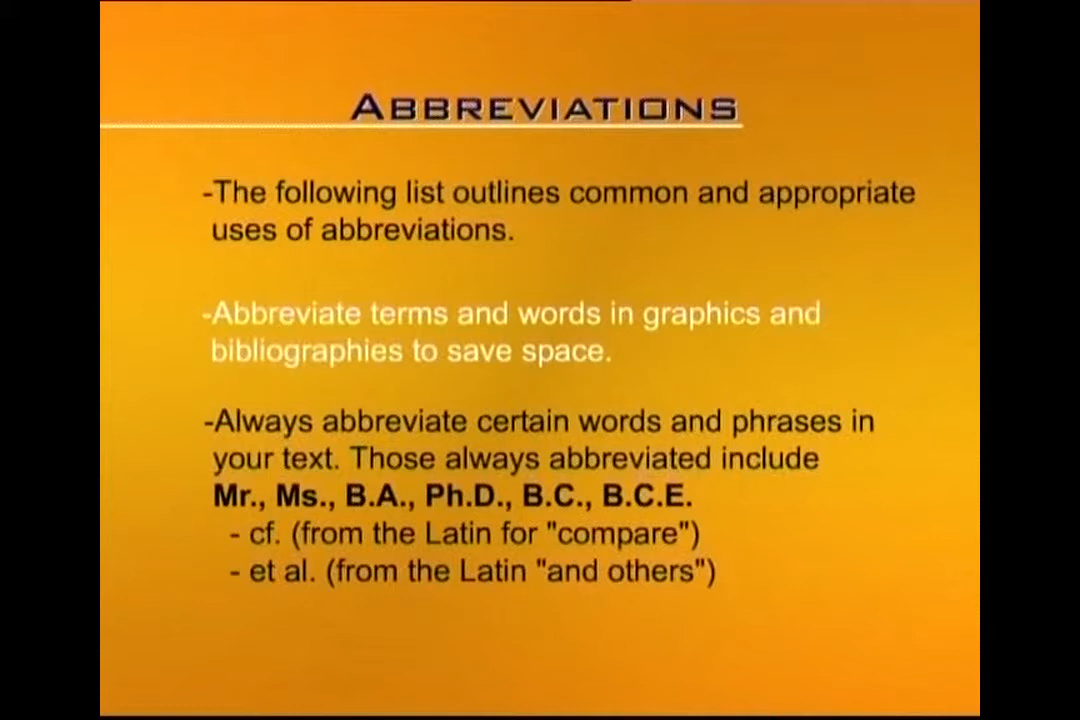 ABBREVIATIONS
-The following list outlines common and appropriate
uses of abbreviations.
-Abbreviate terms and words in graphics and
bibliographies to save space.
-Always abbreviate certain words and phrases in
your text. Those always abbreviated include
Mr., Ms., B.A., Ph.D., B.C., B.C.E.
- cf. (from the Latin for "compare")
- et al. (from the Latin "and others")